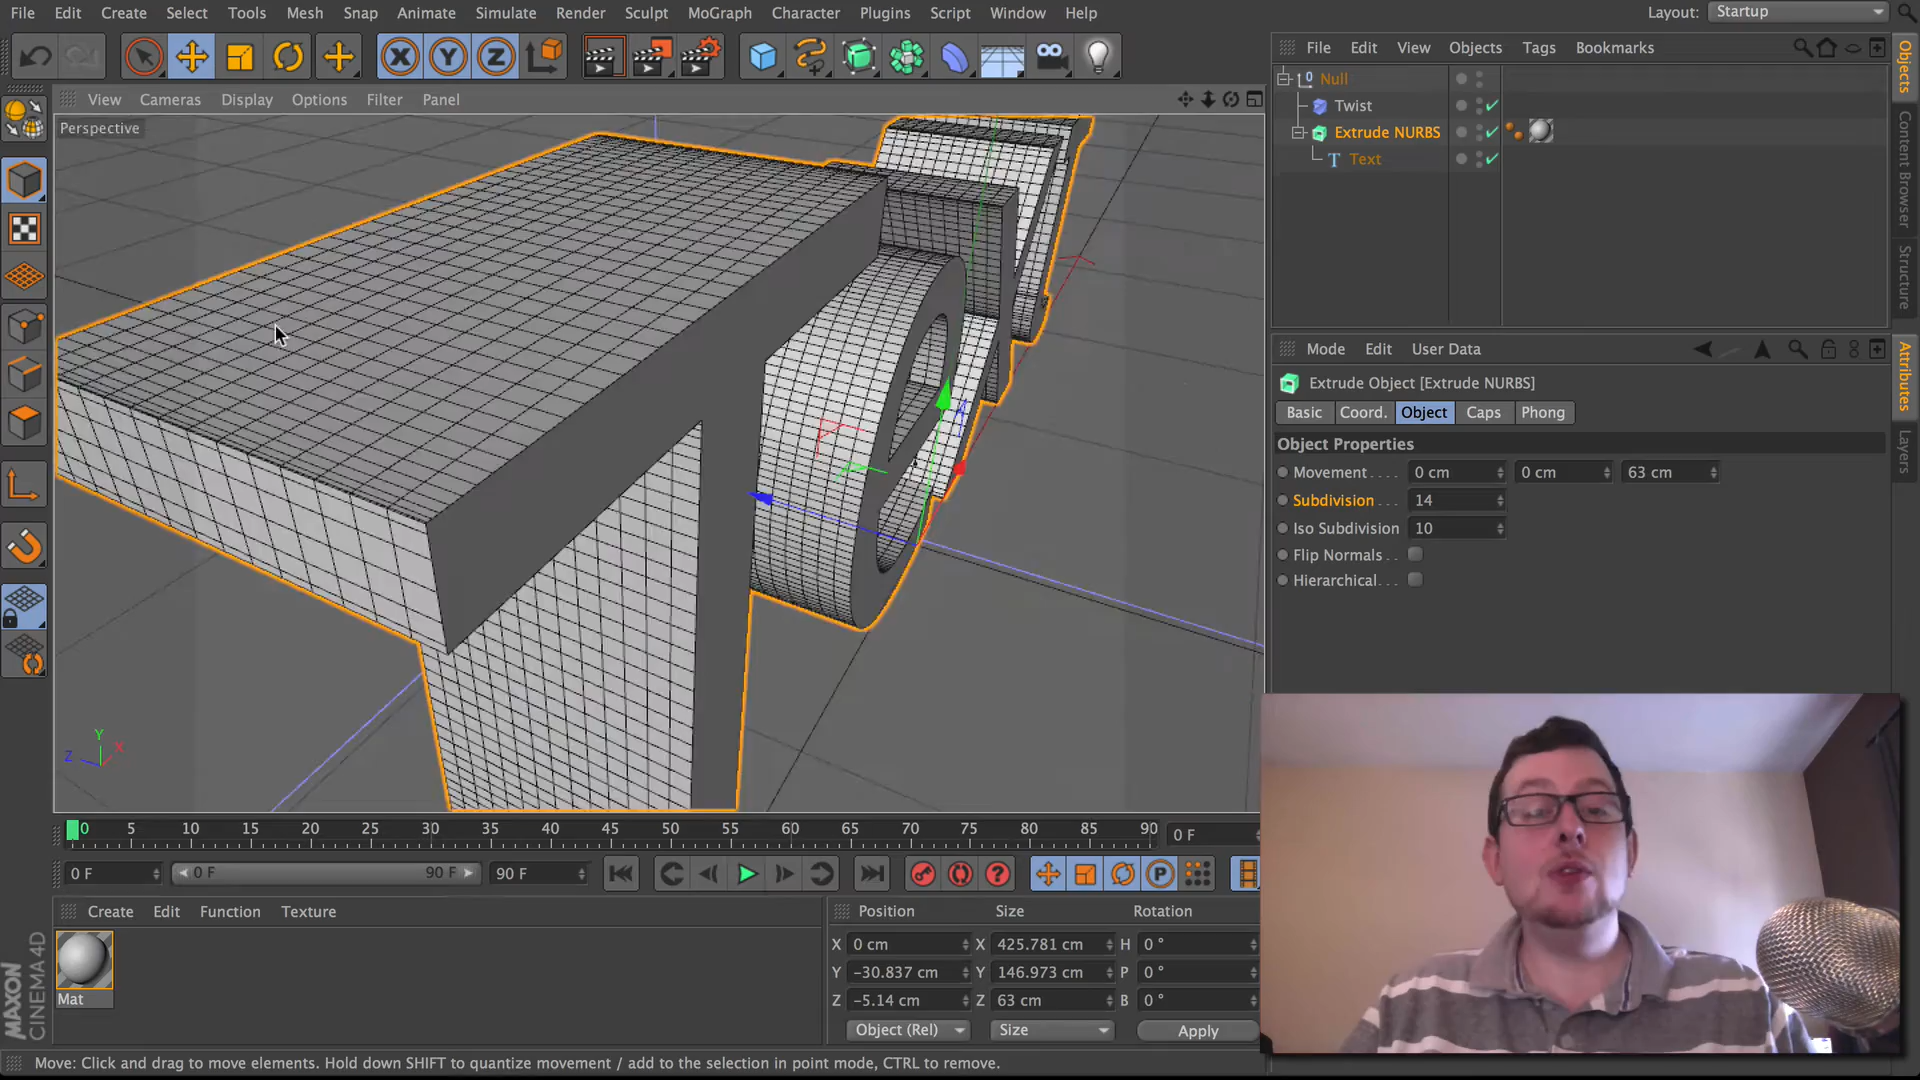 File Edit Create Select Tools Mesh Snap Animate Simulate Render Sculpt MoGraph Character Plugins Script Window Help Layout: Startup
File Edit View Objects Tags Bookmarks
Null
Twist
Extrude NURBS
Text
Objects
Content Browser
Structure
View Cameras Display Options Filter Panel
Perspective
Y
Z X
Mode Edit User Data
Extrude Object [Extrude NURBS]
Basic Coord. Object Caps Phong
Object Properties
Movement . . . . 0 cm 0 cm 63 cm
Subdivision . . . 14
Iso Subdivision 10
Flip Normals . .
Hierarchical. . .
Attributes
Layers
0 5 10 15 20 25 30 35 40 45 50 55 60 65 70 75 80 85 90 0 F
0 F 0 F 90 F 90 F
Create Edit Function Texture
Mat
MAXON
CINEMA 4D
Position Size Rotation
X 0 cm X 425.781 cm H 0 °
Y -30.837 cm Y 146.973 cm P 0 °
Z -5.14 cm Z 63 cm B 0 °
Object (Rel) Size Apply
Move: Click and drag to move elements. Hold down SHIFT to quantize movement / add to the selection in point mode, CTRL to remove.